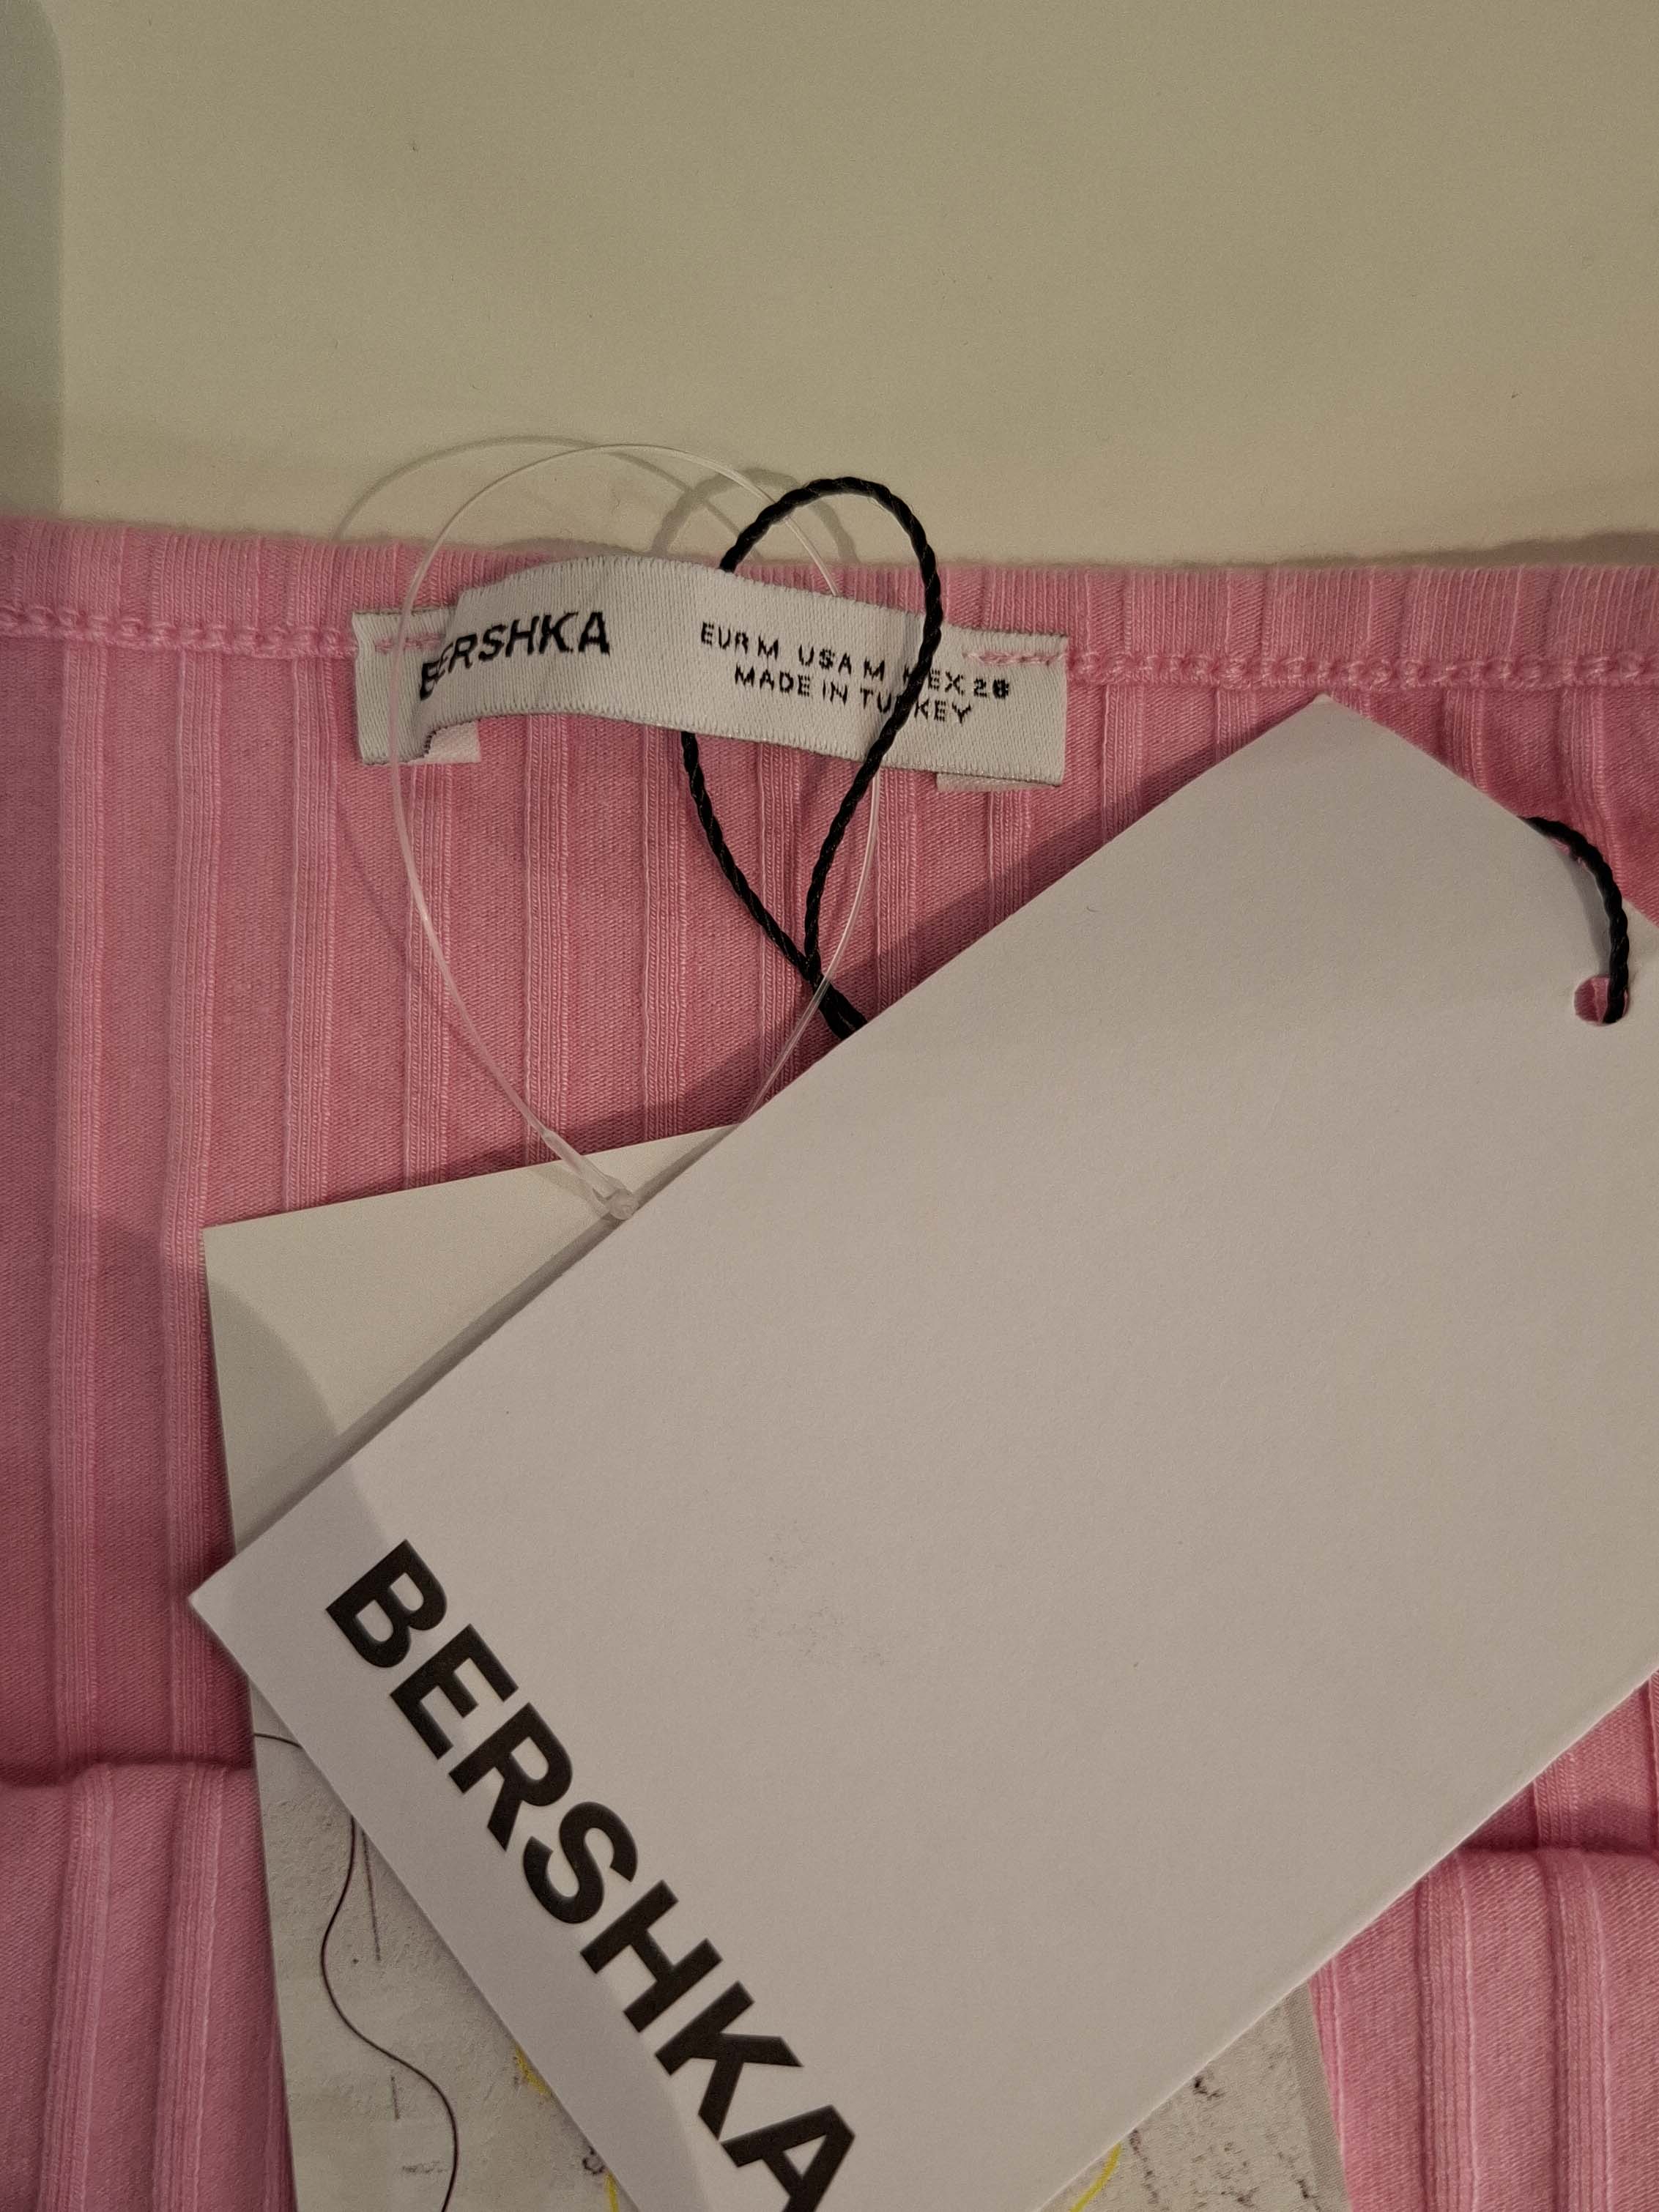 BERSHKA
EUR M USA M MEX 28
MADE IN TURKEY
BERSHKA